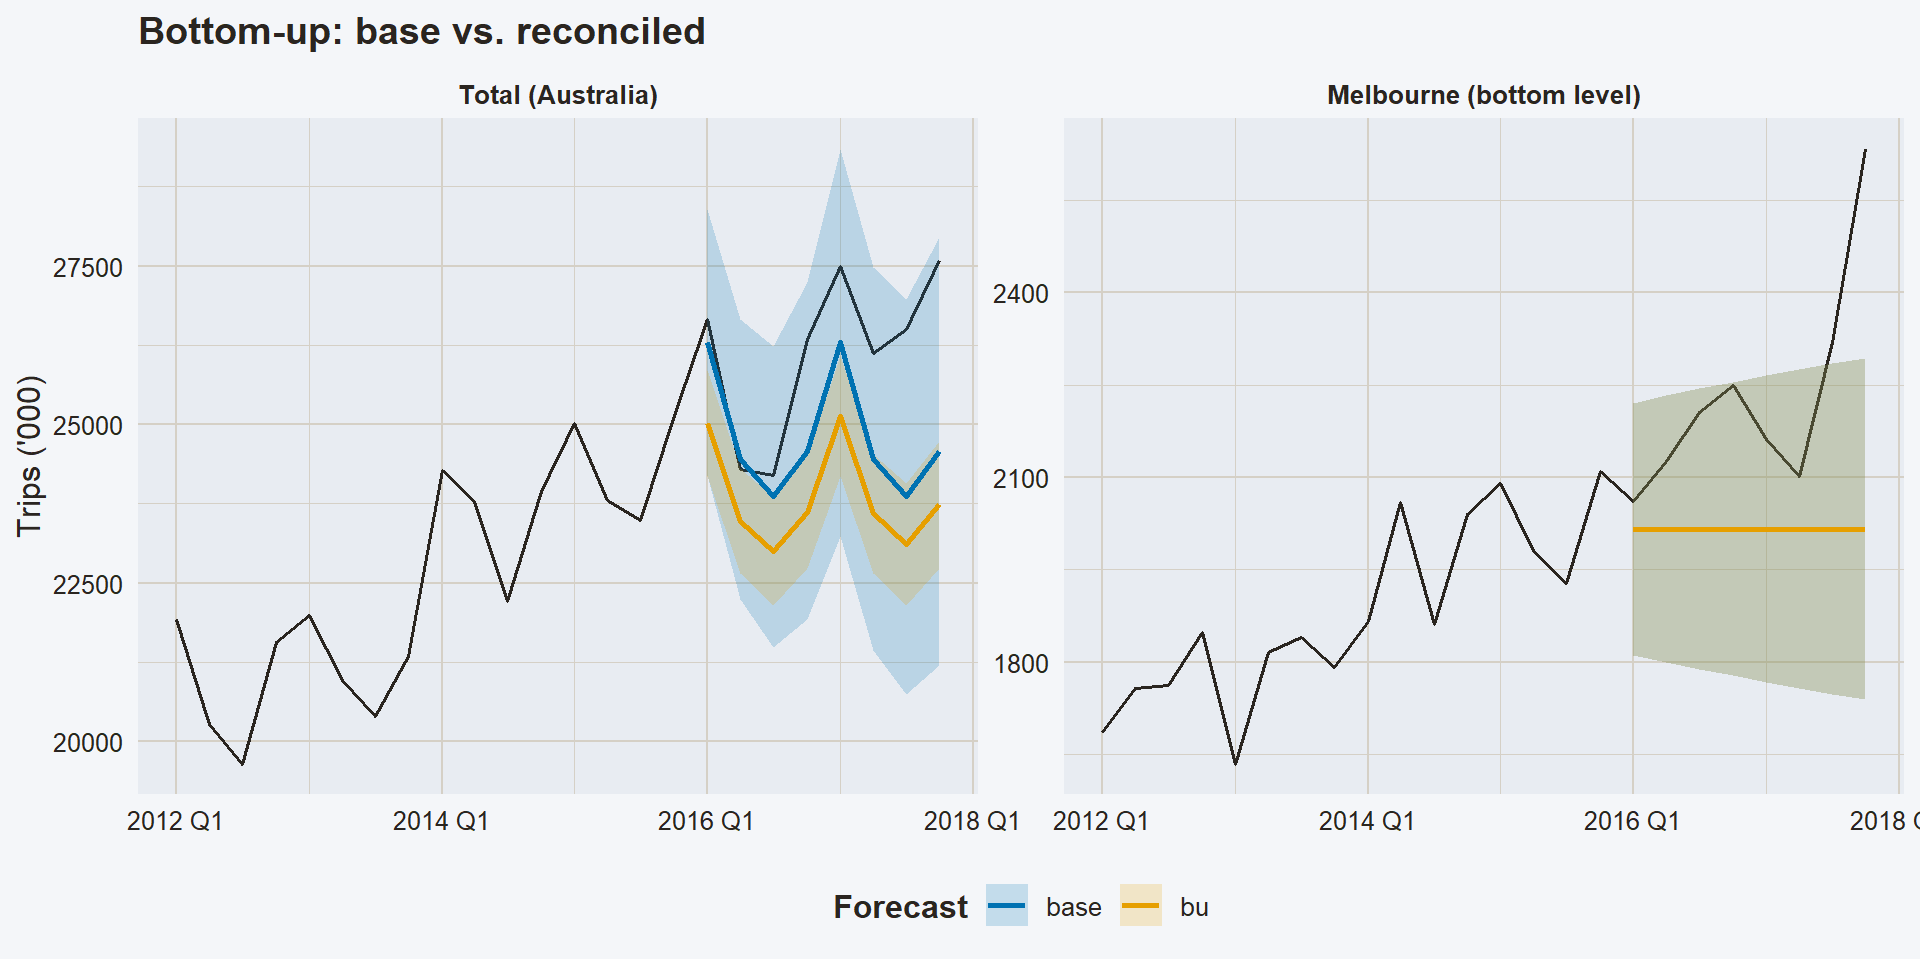 Bottom-up: base vs. reconciled
Total (Australia)
Melbourne (bottom level)
Trips ('000)
27500
25000
22500
20000
2400
2100
1800
2012 Q1
2014 Q1
2016 Q1
2018 Q1
2012 Q1
2014 Q1
2016 Q1
2018 Q
Forecast
base
bu